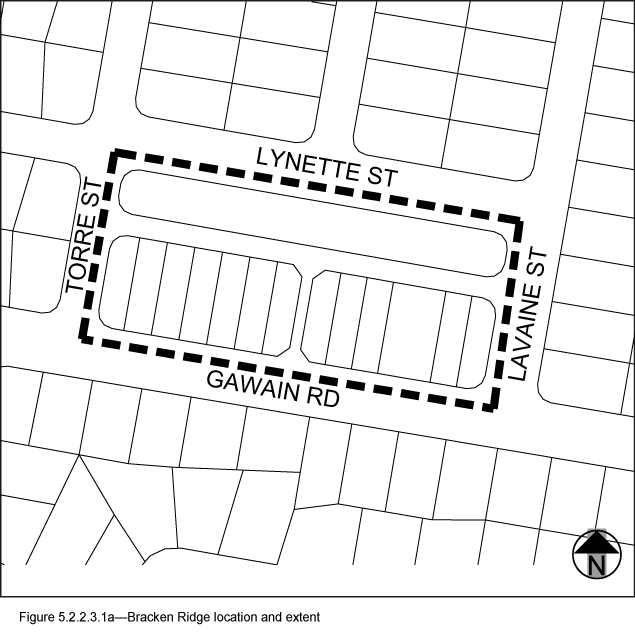 LYNETTE ST
TORRE ST
LAVAINE ST
GAWAIN RD
N
Figure 5.2.2.3.1a—Bracken Ridge location and extent